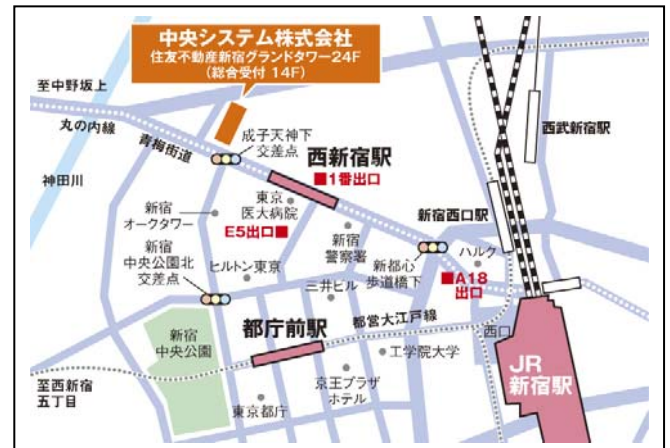 中央システム株式会社
住友不動産新宿グランドタワー24F
（総合受付 14F）
至中野坂上
丸の内線
青梅街道
成子天神下
交差点
西新宿駅
■1番出口
西武新宿駅
神田川
東京
医大病院
新宿
オークタワー
E5出口■
新宿西口駅
新宿
警察署
ハルク
新宿
中央公園北
交差点
ヒルトン東京
新都心
歩道橋下
■A18
出口
三井ビル
新宿
中央公園
都庁前駅
都営大江戸線
西口
工学院大学
JR
新宿駅
至西新宿
五丁目
京王プラザ
ホテル
東京都庁